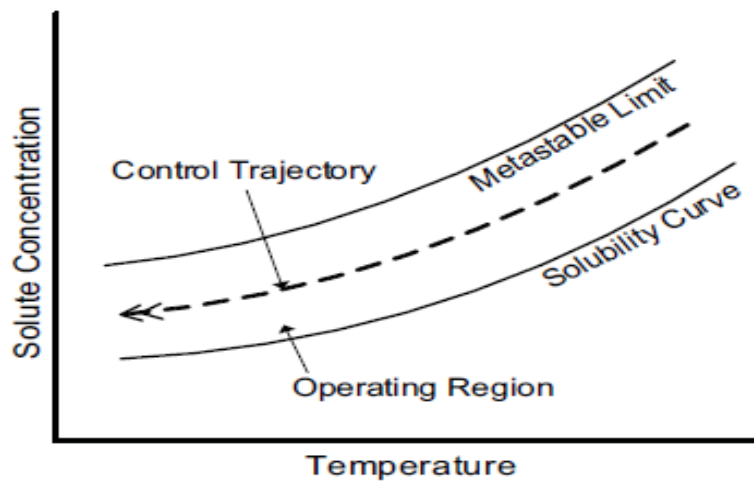 Metastable Limit
Control Trajectory
Solubility Curve
Operating Region
Solute Concentration
Temperature